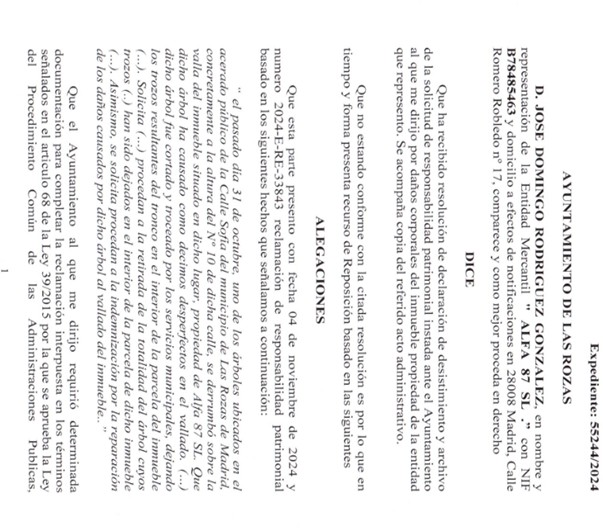 Expediente: 55244/2024
AYUNTAMIENTO DE LAS ROZAS
D. JOSE DOMINGO RODRIGUEZ GONZALEZ, en nombre y
representación de la Entidad Mercantil " ALFA 87 SL ." con NIF
B78485463 y domicilio a efectos de notificaciones en 28008 Madrid, Calle
Romero Robledo nº 17, comparece y como mejor proceda en derecho
DICE
Que ha recibido resolución de declaración de desistimiento y archivo
de la solicitud de responsabilidad patrimonial instada ante el Ayuntamiento
al que me dirijo por daños corporales del inmueble propiedad de la entidad
que represento. Se acompaña copia del referido acto administrativo.
Que no estando conforme con la citada resolución es por lo que en
tiempo y forma presenta recurso de Reposición basado en las siguientes
ALEGACIONES
Que esta parte presento con fecha 04 de noviembre de 2024 y
numero 2024-E-RE-33843 reclamación de responsabilidad patrimonial
basado en los siguientes hechos que señalamos a continuación:
" el pasado día 31 de octubre, uno de los árboles ubicados en el
acerado público de la Calle Sofía del municipio de Las Rozas de Madrid,
concretamente a la altura del Nº 10 de dicha calle, se derrumbó sobre la
valla del inmueble situado en dicho lugar, propiedad de Alfa 87 SL. Que
dicho árbol ha causado como decimos desperfectos en el vallado. (...)
dicho árbol fue cortado y troceado por los servicios municipales, dejando
los trozos resultantes del mismo en el interior de la parcela del inmueble
(...). Solicita (...) procedan a la retirada de la totalidad del árbol cuyos
trozos (..) han sido dejados en el interior de la parcela de dicho inmueble
(...). Asimismo, se solicita procedan a la indemnización por la reparación
de los daños causados por dicho árbol al vallado del inmueble. "
Que el Ayuntamiento al que me dirijo requirió determinada
documentación para completar la reclamación interpuesta en los términos
señalados en el artículo 68 de la Ley 39/2015 por la que se aprueba la Ley
del Procedimiento Común de las Administraciones Publicas,
1